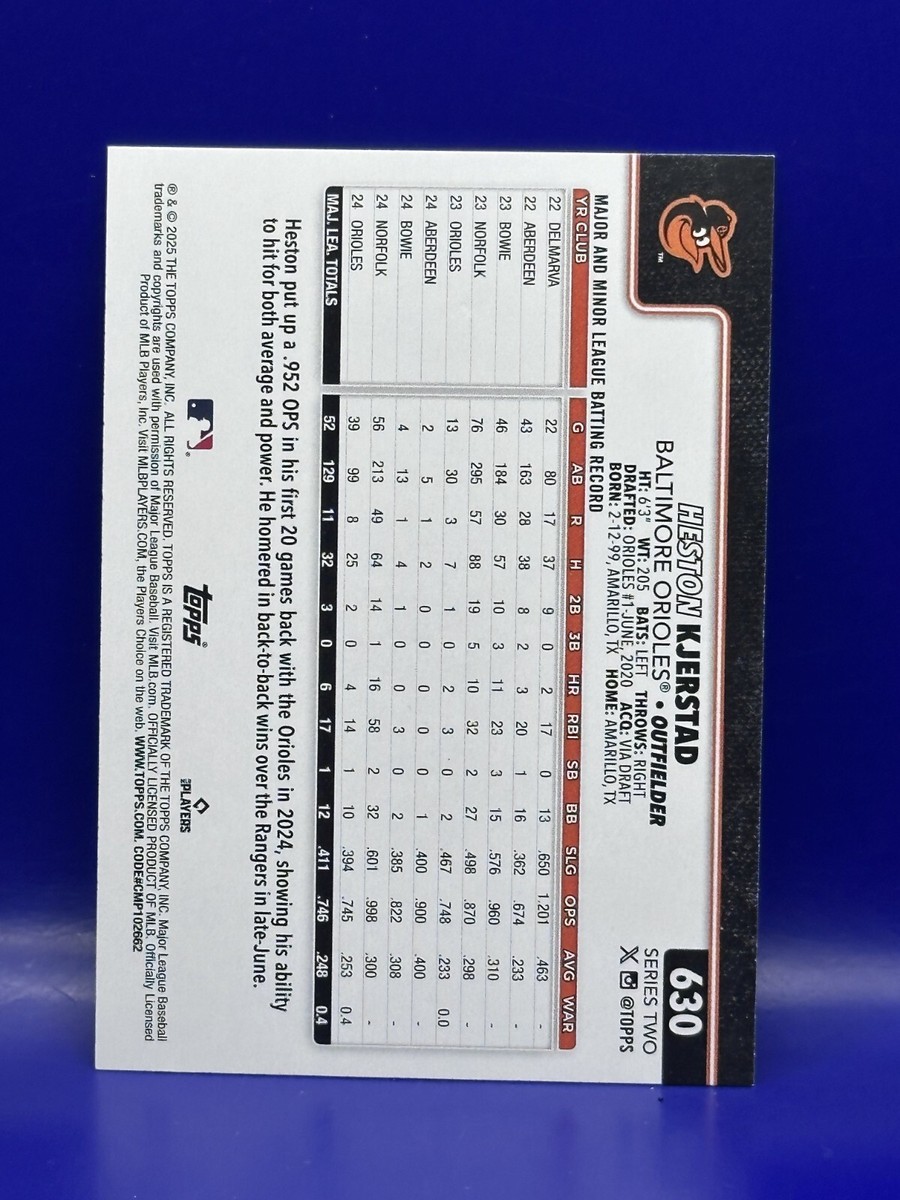 630
HESTON KJERSTAD
BALTIMORE ORIOLES® • OUTFIELDER
SERIES TWO
HT: 6'3" WT: 205 BATS: LEFT THROWS: RIGHT
X @TOPPS
DRAFTED: ORIOLES #1-JUNE, 2020 ACQ: VIA DRAFT
BORN: 2-12-99, AMARILLO, TX HOME: AMARILLO, TX
TM
MAJOR AND MINOR LEAGUE BATTING RECORD
YR CLUB G AB R H 2B 3B HR RBI SB BB SLG OPS AVG WAR
22 DELMARVA 22 80 17 37 9 0 2 17 0 13 .650 1.201 .463 -
22 ABERDEEN 43 163 28 38 8 2 3 20 1 16 .362 .674 .233 -
23 BOWIE 46 184 30 57 10 3 11 23 3 15 .576 .960 .310 -
23 NORFOLK 76 295 57 88 19 5 10 32 2 27 .498 .870 .298 -
23 ORIOLES 13 30 3 7 1 0 2 3 0 2 .467 .748 .233 0.0
24 ABERDEEN 2 5 1 2 0 0 0 0 0 1 .400 .900 .400 -
24 BOWIE 4 13 1 4 1 0 0 3 0 2 .385 .822 .308 -
24 NORFOLK 56 213 49 64 14 1 16 58 2 32 .601 .998 .300 -
24 ORIOLES 39 99 8 25 2 0 4 14 1 10 .394 .745 .253 0.4
MAJ. LEA. TOTALS 52 129 11 32 3 0 6 17 1 12 .411 .746 .248 0.4
Heston put up a .952 OPS in his first 20 games back with the Orioles in 2024, showing his ability
to hit for both average and power. He homered in back-to-back wins over the Rangers in late-June.
topps®
MLB PLAYERS
® & © 2025 THE TOPPS COMPANY, INC. ALL RIGHTS RESERVED. TOPPS IS A REGISTERED TRADEMARK OF THE TOPPS COMPANY, INC. Major League Baseball
trademarks and copyrights are used with permission of Major League Baseball. Visit MLB.com. OFFICIALLY LICENSED PRODUCT OF MLB. Officially Licensed
Product of MLB Players, Inc. Visit MLBPLAYERS.COM, the Players Choice on the web. WWW.TOPPS.COM. CODE#CMP102662